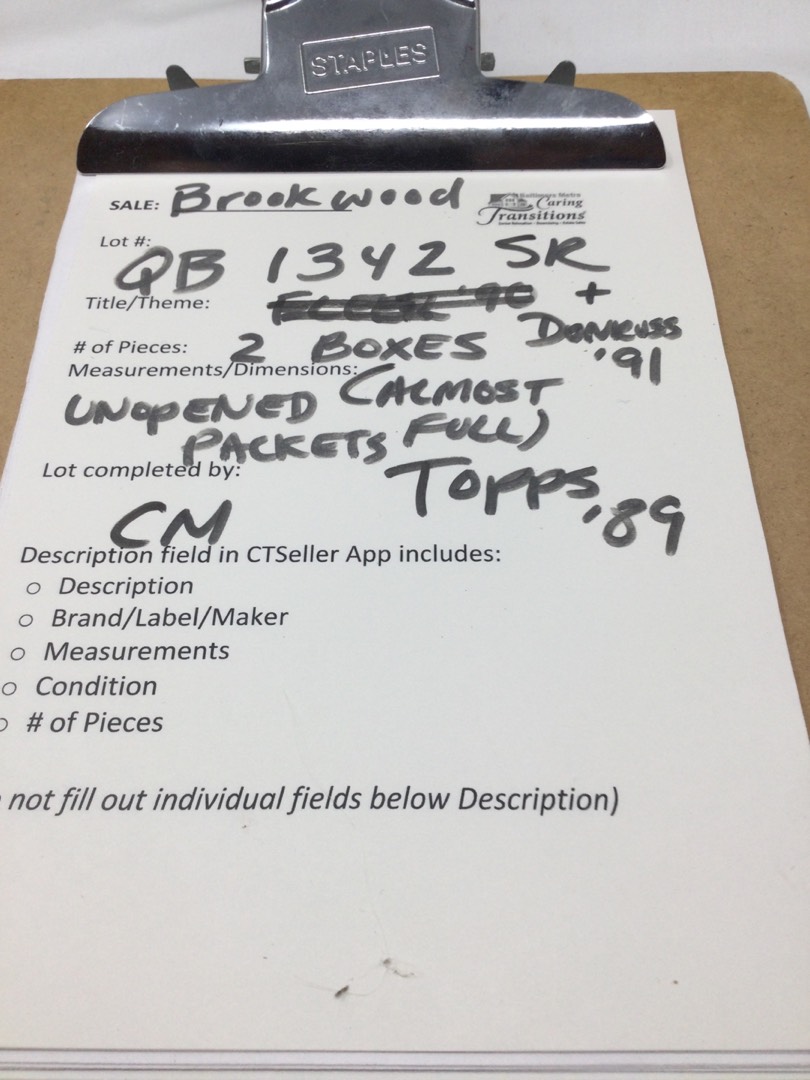 STAPLES
SALE: Brookwood
Caring
Transitions
Lot #: QB 1342 SR
Title/Theme: +
Donruss
'91
# of Pieces: 2 BOXES
Measurements/Dimensions: (ALMOST
UNOPENED FULL)
PACKETS
Lot completed by: TOPPS, '89
CM
Description field in CTSeller App includes:
o Description
o Brand/Label/Maker
o Measurements
o Condition
o # of Pieces
not fill out individual fields below Description)